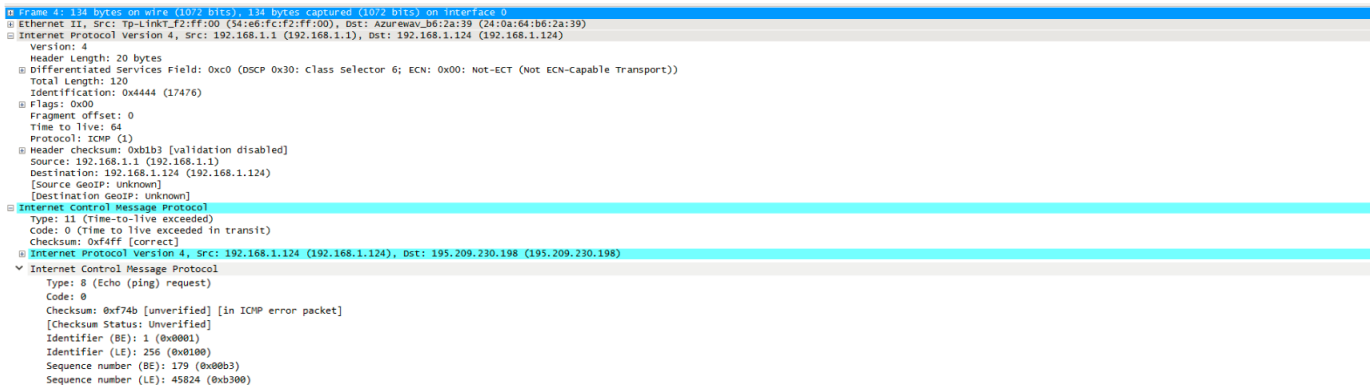 Frame 4: 134 bytes on wire (1072 bits), 134 bytes captured (1072 bits) on interface 0
Ethernet II, Src: Tp-LinkT_f2:ff:00 (54:e6:fc:f2:ff:00), Dst: Azurewav_b6:2a:39 (24:0a:64:b6:2a:39)
Internet Protocol Version 4, Src: 192.168.1.1 (192.168.1.1), Dst: 192.168.1.124 (192.168.1.124)
Version: 4
Header Length: 20 bytes
Differentiated Services Field: 0xc0 (DSCP 0x30: Class Selector 6; ECN: 0x00: Not-ECT (Not ECN-Capable Transport))
Total Length: 120
Identification: 0x4444 (17476)
Flags: 0x00
Fragment offset: 0
Time to live: 64
Protocol: ICMP (1)
Header checksum: 0xb1b3 [validation disabled]
Source: 192.168.1.1 (192.168.1.1)
Destination: 192.168.1.124 (192.168.1.124)
[Source GeoIP: Unknown]
[Destination GeoIP: Unknown]
Internet Control Message Protocol
Type: 11 (Time-to-live exceeded)
Code: 0 (Time to live exceeded in transit)
Checksum: 0xf4ff [correct]
Internet Protocol Version 4, Src: 192.168.1.124 (192.168.1.124), Dst: 195.209.230.198 (195.209.230.198)
Internet Control Message Protocol
Type: 8 (Echo (ping) request)
Code: 0
Checksum: 0xf74b [unverified] [in ICMP error packet]
[Checksum Status: Unverified]
Identifier (BE): 1 (0x0001)
Identifier (LE): 256 (0x0100)
Sequence number (BE): 179 (0x00b3)
Sequence number (LE): 45824 (0xb300)